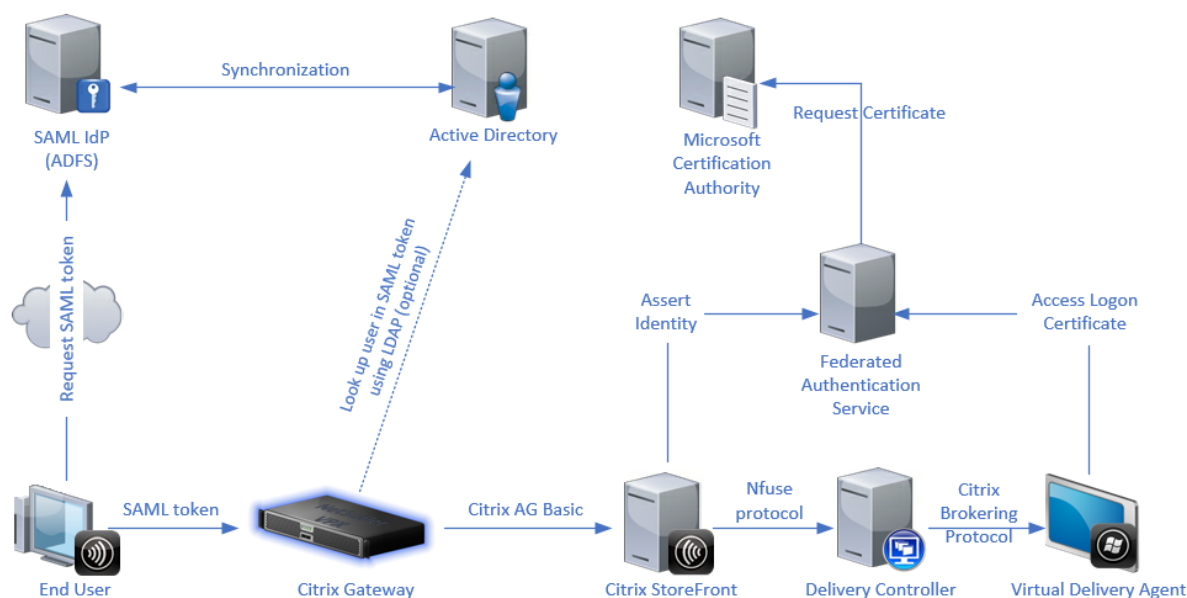 Synchronization
SAML IdP
(ADFS)
Active Directory
Request Certificate
Microsoft
Certification
Authority
Request SAML token
Look up user in SAML token
using LDAP (optional)
Assert
Identity
Access Logon
Certificate
Federated
Authentication
Service
SAML token
Citrix AG Basic
Nfuse
protocol
Citrix
Brokering
Protocol
End User
Citrix Gateway
Citrix StoreFront
Delivery Controller
Virtual Delivery Agent